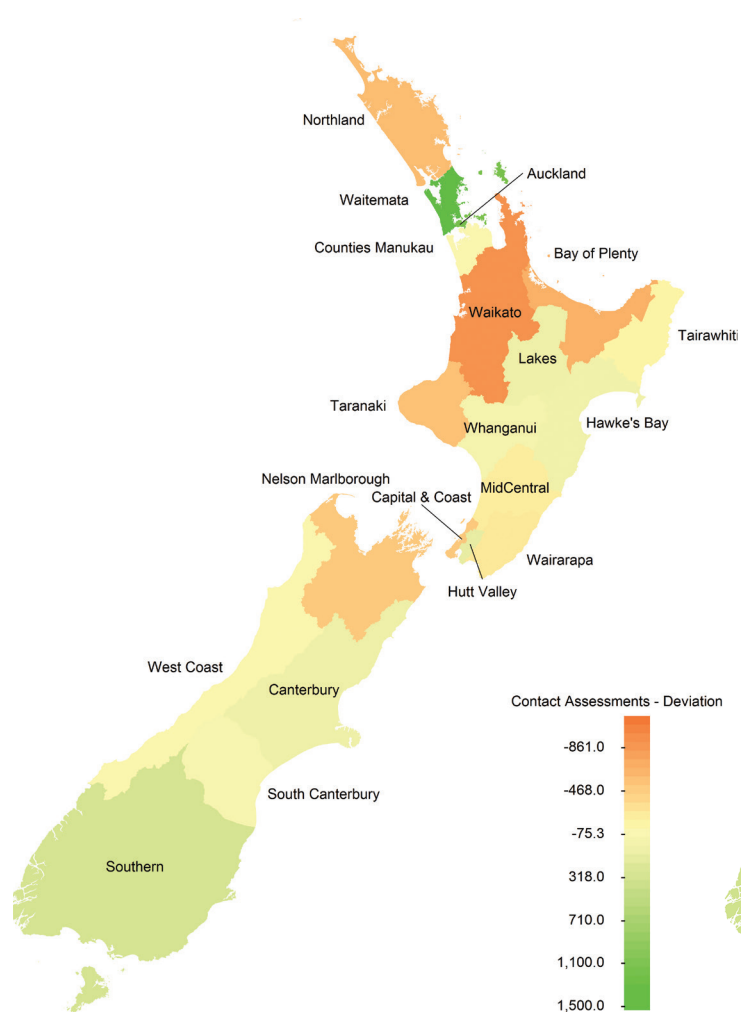 Northland
Auckland
Waitemata
Counties Manukau
Bay of Plenty
Waikato
Tairawhiti
Lakes
Taranaki
Hawke's Bay
Whanganui
Nelson Marlborough
MidCentral
Capital & Coast
Wairarapa
Hutt Valley
West Coast
Canterbury
Contact Assessments - Deviation
-861.0
-468.0
South Canterbury
-75.3
Southern
318.0
710.0
1,100.0
1,500.0